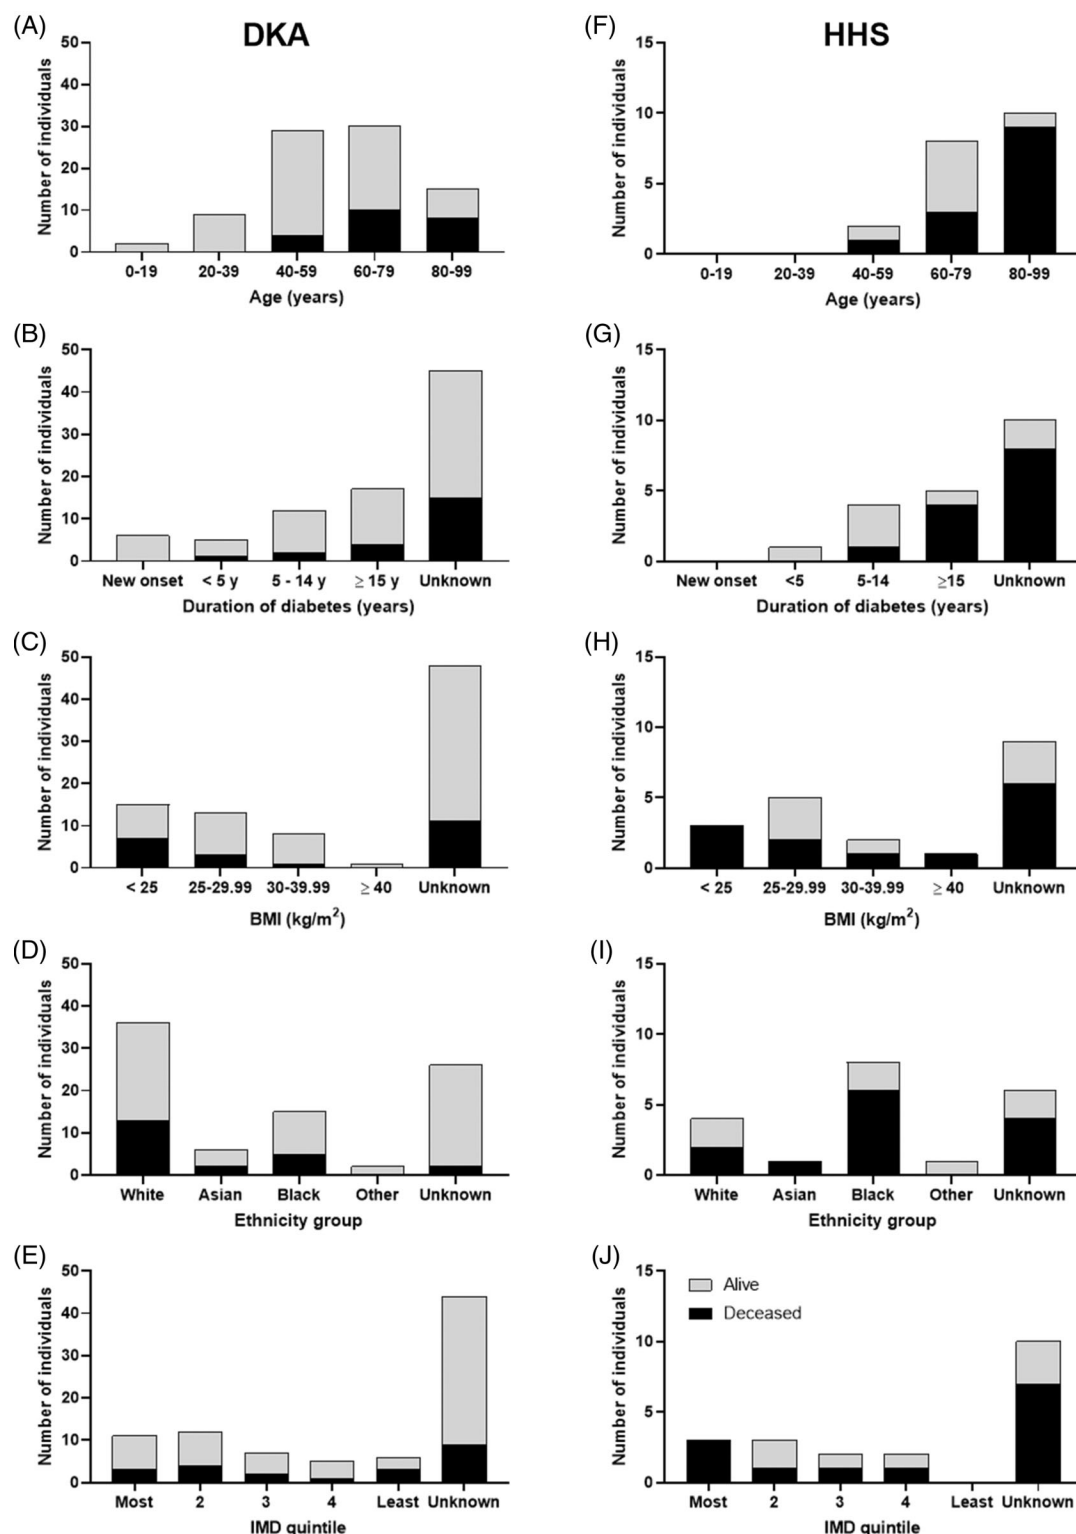 (A)
DKA
Number of individuals
50
40
30
20
10
0
0-19 20-39 40-59 60-79 80-99
Age (years)
(F)
HHS
Number of individuals
15
10
5
0
0-19 20-39 40-59 60-79 80-99
Age (years)
(B)
Number of individuals
50
40
30
20
10
0
New onset < 5 y 5 - 14 y ≥ 15 y Unknown
Duration of diabetes (years)
(G)
Number of individuals
15
10
5
0
New onset <5 5-14 ≥15 Unknown
Duration of diabetes (years)
(C)
Number of individuals
50
40
30
20
10
0
< 25 25-29.99 30-39.99 ≥ 40 Unknown
BMI (kg/m²)
(H)
Number of individuals
15
10
5
0
< 25 25-29.99 30-39.99 ≥ 40 Unknown
BMI (kg/m²)
(D)
Number of individuals
50
40
30
20
10
0
White Asian Black Other Unknown
Ethnicity group
(I)
Number of individuals
15
10
5
0
White Asian Black Other Unknown
Ethnicity group
(E)
Number of individuals
50
40
30
20
10
0
Most 2 3 4 Least Unknown
IMD quintile
(J)
Number of individuals
15
10
5
0
Alive
Deceased
Most 2 3 4 Least Unknown
IMD quintile